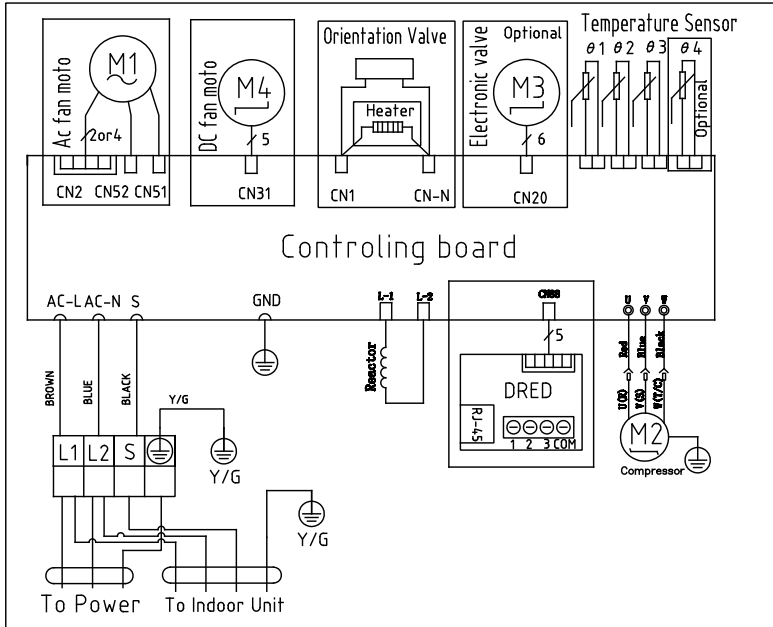 Temperature Sensor
Orientation Valve
Optional
θ1 θ2 θ3 θ4
M1
Ac fan moto
2or4
M4
DC fan moto
5
Heater
Electronic valve
M3
6
Optional
CN2 CN52 CN51
CN31
CN1 CN-N
CN20
Controling board
AC-L AC-N S
GND
L-1 L-2
U V W
5
Reactor
Red Blue Black
BROWN
BLUE
BLACK
Y/G
DRED
RJ-45
1 2 3 COM
U(R) V(S) W(T/C)
M2
Compressor
L1 L2 S
Y/G
Y/G
To Power
To Indoor Unit